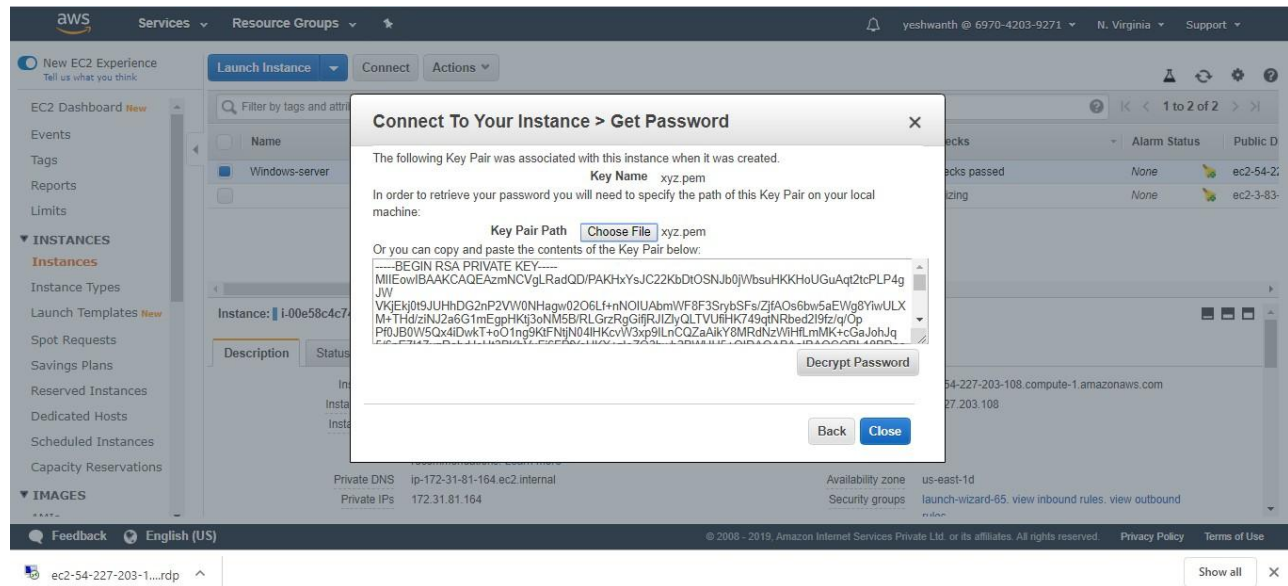 aws
Services
Resource Groups
yeshwanth @ 6970-4203-9271
N. Virginia
Support
New EC2 Experience
Tell us what you think
Launch Instance
Connect
Actions
EC2 Dashboard New
Events
Tags
Reports
Limits
INSTANCES
Instances
Instance Types
Launch Templates New
Spot Requests
Savings Plans
Reserved Instances
Dedicated Hosts
Scheduled Instances
Capacity Reservations
IMAGES
Filter by tags and attri
1 to 2 of 2
Name
ecks
Alarm Status
Public D
Windows-server
ecks passed
None
ec2-54-22
izing
None
ec2-3-83-
Connect To Your Instance > Get Password
The following Key Pair was associated with this instance when it was created.
Key Name xyz.pem
In order to retrieve your password you will need to specify the path of this Key Pair on your local
machine:
Key Pair Path Choose File xyz.pem
Or you can copy and paste the contents of the Key Pair below:
-----BEGIN RSA PRIVATE KEY-----
JW
Decrypt Password
Back
Close
Instance: i-00e58c4c74
Description
Status
Ins
Insta
Insta
54-227-203-108.compute-1.amazonaws.com
27.203.108
Private DNS ip-172-31-81-164.ec2.internal
Availability zone us-east-1d
Private IPs 172.31.81.164
Security groups launch-wizard-65. view inbound rules. view outbound
rules
Feedback
English (US)
© 2008 - 2019, Amazon Internet Services Private Ltd. or its affiliates. All rights reserved.
Privacy Policy
Terms of Use
ec2-54-227-203-1....rdp
Show all